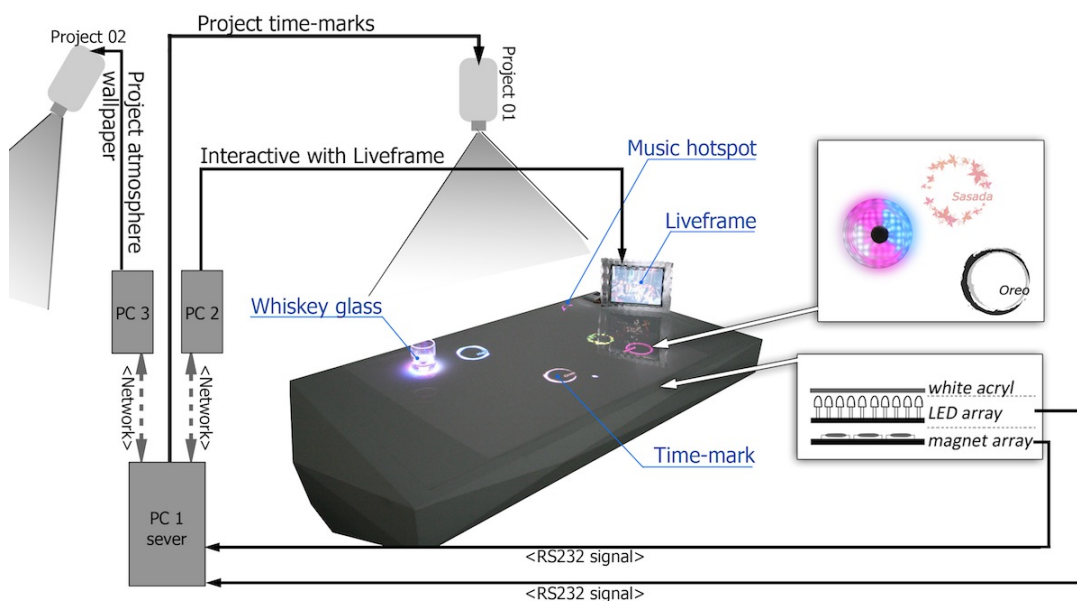 Project time-marks
Project 02
Project atmosphere
wallpaper
Project 01
Interactive with Liveframe
Music hotspot
Liveframe
Sasada
Oreo
PC 3
PC 2
Whiskey glass
<Network>
<Network>
white acryl
LED array
magnet array
Time-mark
PC 1
sever
<RS232 signal>
<RS232 signal>